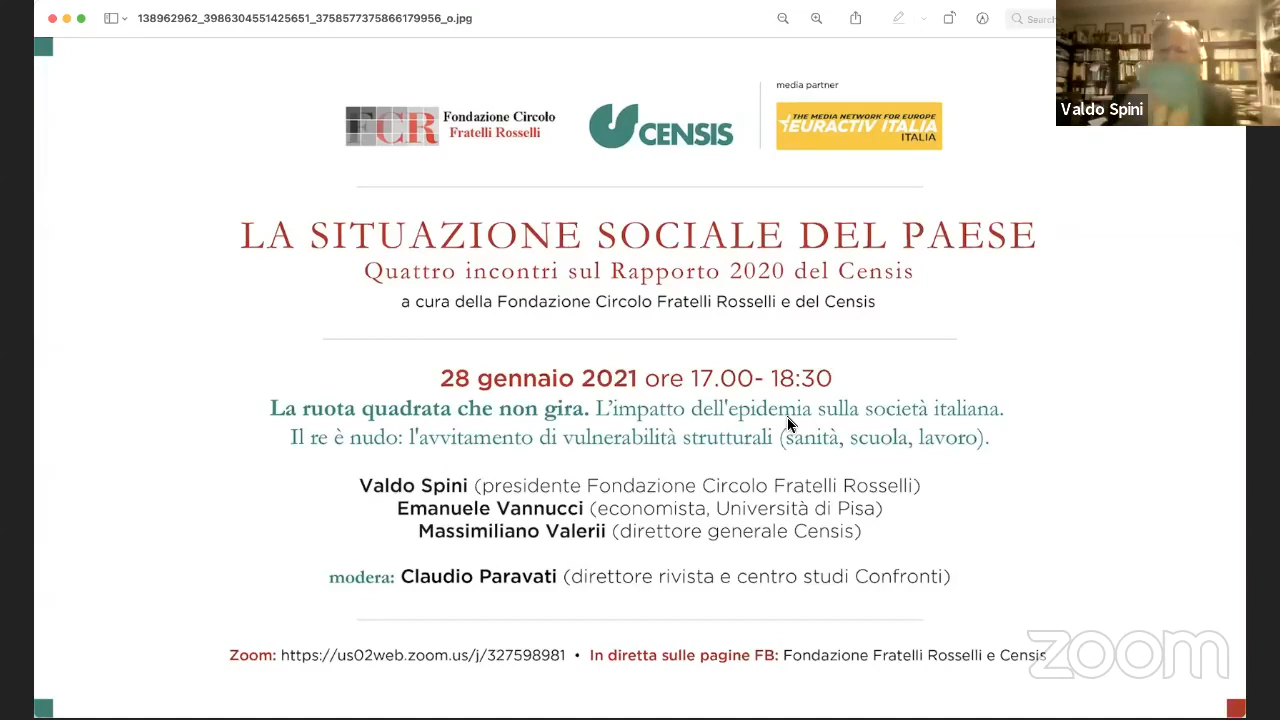 138962962_3986304551425651_3758577375866179956_o.jpg
Search
Valdo Spini
media partner
FCR Fondazione Circolo
Fratelli Rosselli
CENSIS
THE MEDIA NETWORK FOR EUROPE
EURACTIV ITALIA
ITALIA
LA SITUAZIONE SOCIALE DEL PAESE
Quattro incontri sul Rapporto 2020 del Censis
a cura della Fondazione Circolo Fratelli Rosselli e del Censis
28 gennaio 2021 ore 17.00- 18:30
La ruota quadrata che non gira. L’impatto dell'epidemia sulla società italiana.
Il re è nudo: l'avvitamento di vulnerabilità strutturali (sanità, scuola, lavoro).
Valdo Spini (presidente Fondazione Circolo Fratelli Rosselli)
Emanuele Vannucci (economista, Università di Pisa)
Massimiliano Valerii (direttore generale Censis)
modera: Claudio Paravati (direttore rivista e centro studi Confronti)
Zoom: https://us02web.zoom.us/j/327598981 • In diretta sulle pagine FB: Fondazione Fratelli Rosselli e Censis
zoom